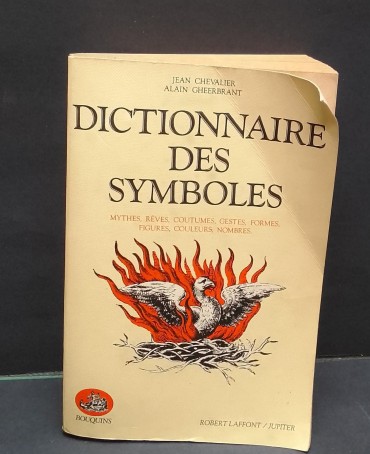 JEAN CHEVALIER
ALAIN GHEERBRANT
DICTIONNAIRE
DES
SYMBOLES
MYTHES, RÊVES, COUTUMES, GESTES, FORMES,
FIGURES, COULEURS, NOMBRES
BOUQUINS
ROBERT LAFFONT / JUPITER